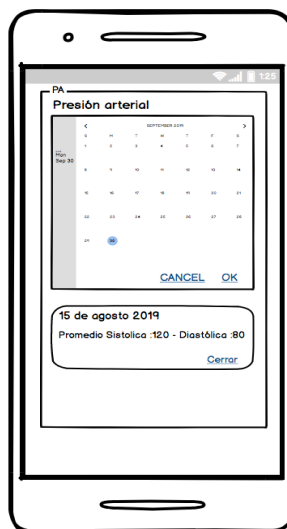 1:25
PA
Presión arterial
SEPTEMBER 2019
S M T W T F S
Mon
Sep 30
1 2 3 4 5 6 7
8 9 10 11 12 13 14
15 16 17 18 19 20 21
22 23 24 25 26 27 28
29 30
CANCEL OK
15 de agosto 2019
Promedio Sistolica :120 - Diastólica :80
Cerrar